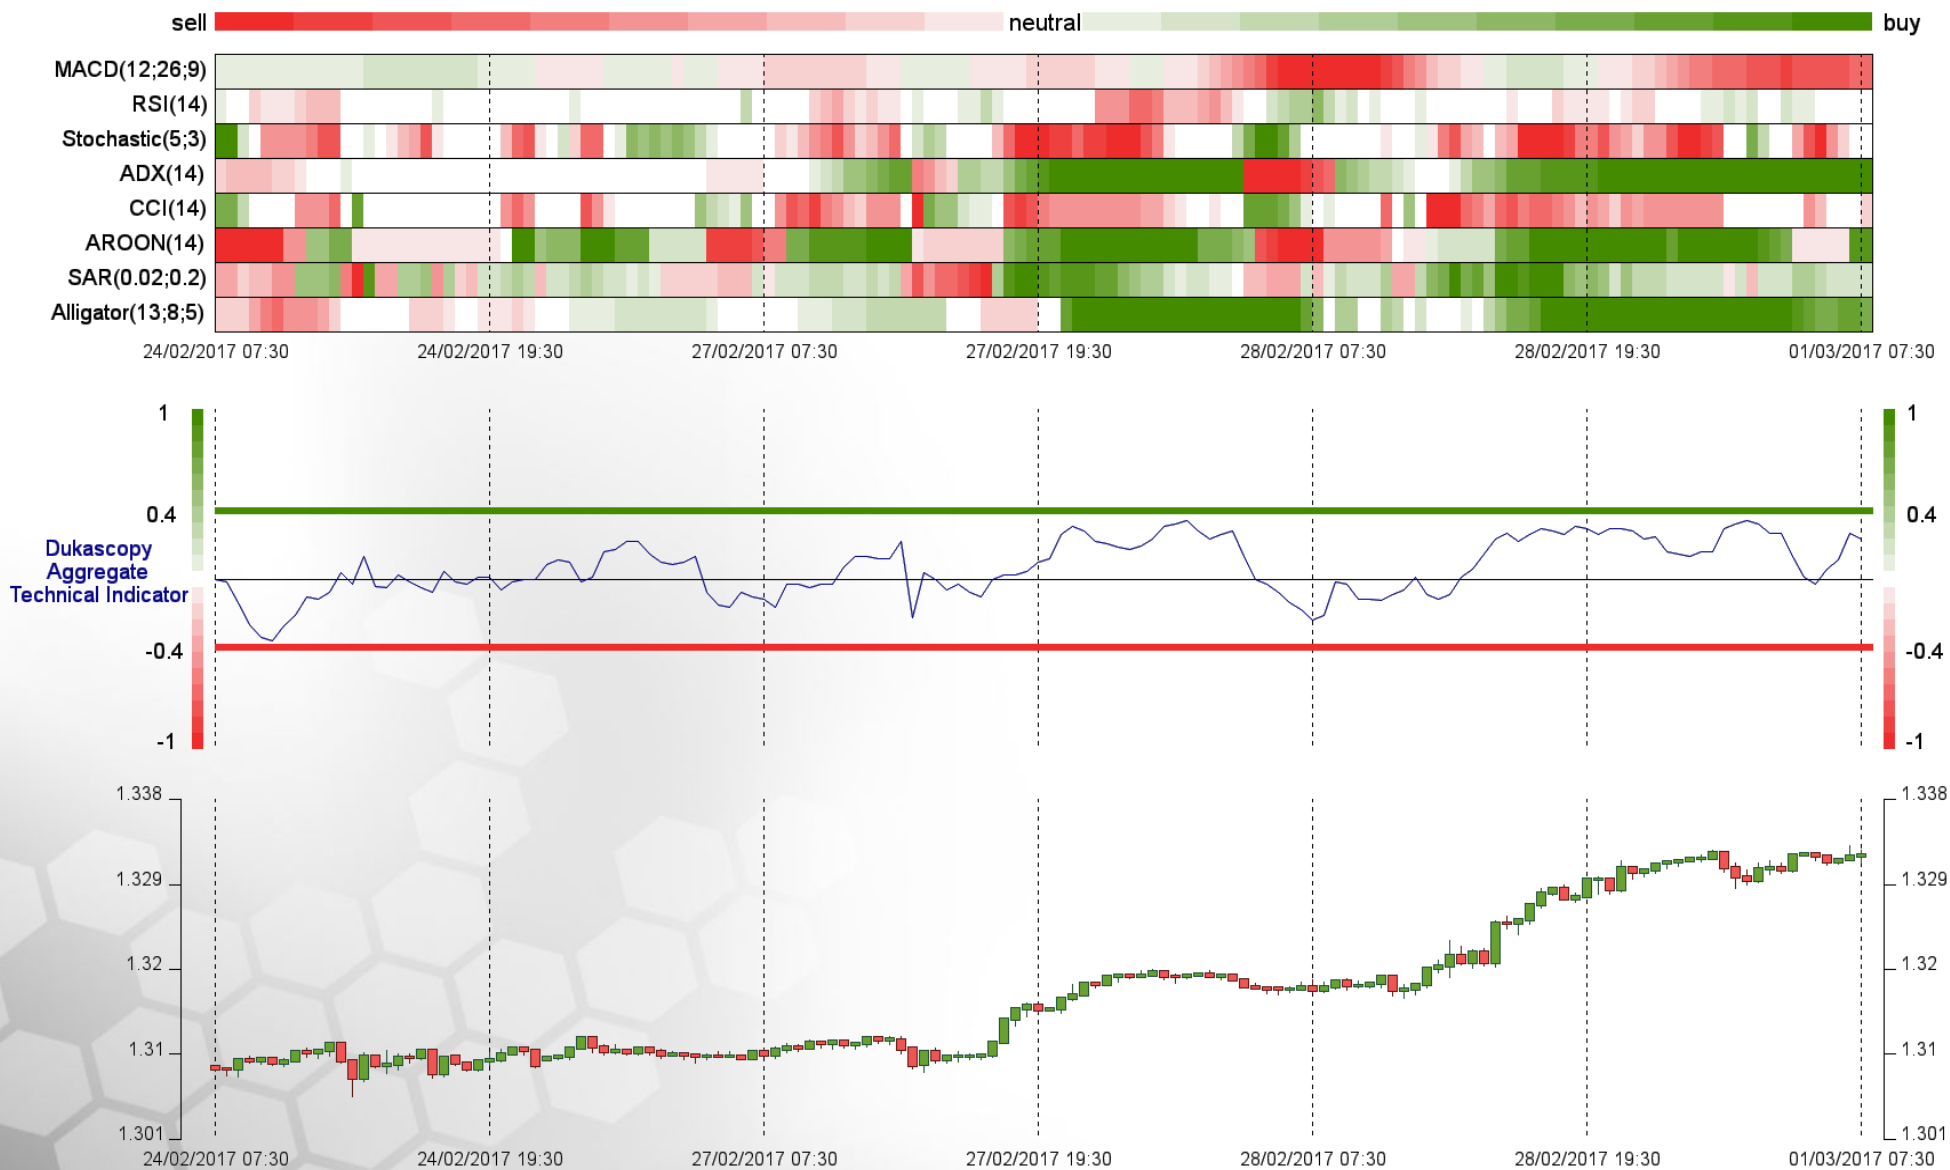 sell neutral buy
MACD(12;26;9)
RSI(14)
Stochastic(5;3)
ADX(14)
CCI(14)
AROON(14)
SAR(0.02;0.2)
Alligator(13;8;5)
24/02/2017 07:30 24/02/2017 19:30 27/02/2017 07:30 27/02/2017 19:30 28/02/2017 07:30 28/02/2017 19:30 01/03/2017 07:30
1 1
0.4 0.4
Dukascopy
Aggregate
Technical Indicator
-0.4 -0.4
-1 -1
1.338 1.338
1.329 1.329
1.32 1.32
1.31 1.31
1.301 1.301
24/02/2017 07:30 24/02/2017 19:30 27/02/2017 07:30 27/02/2017 19:30 28/02/2017 07:30 28/02/2017 19:30 01/03/2017 07:30